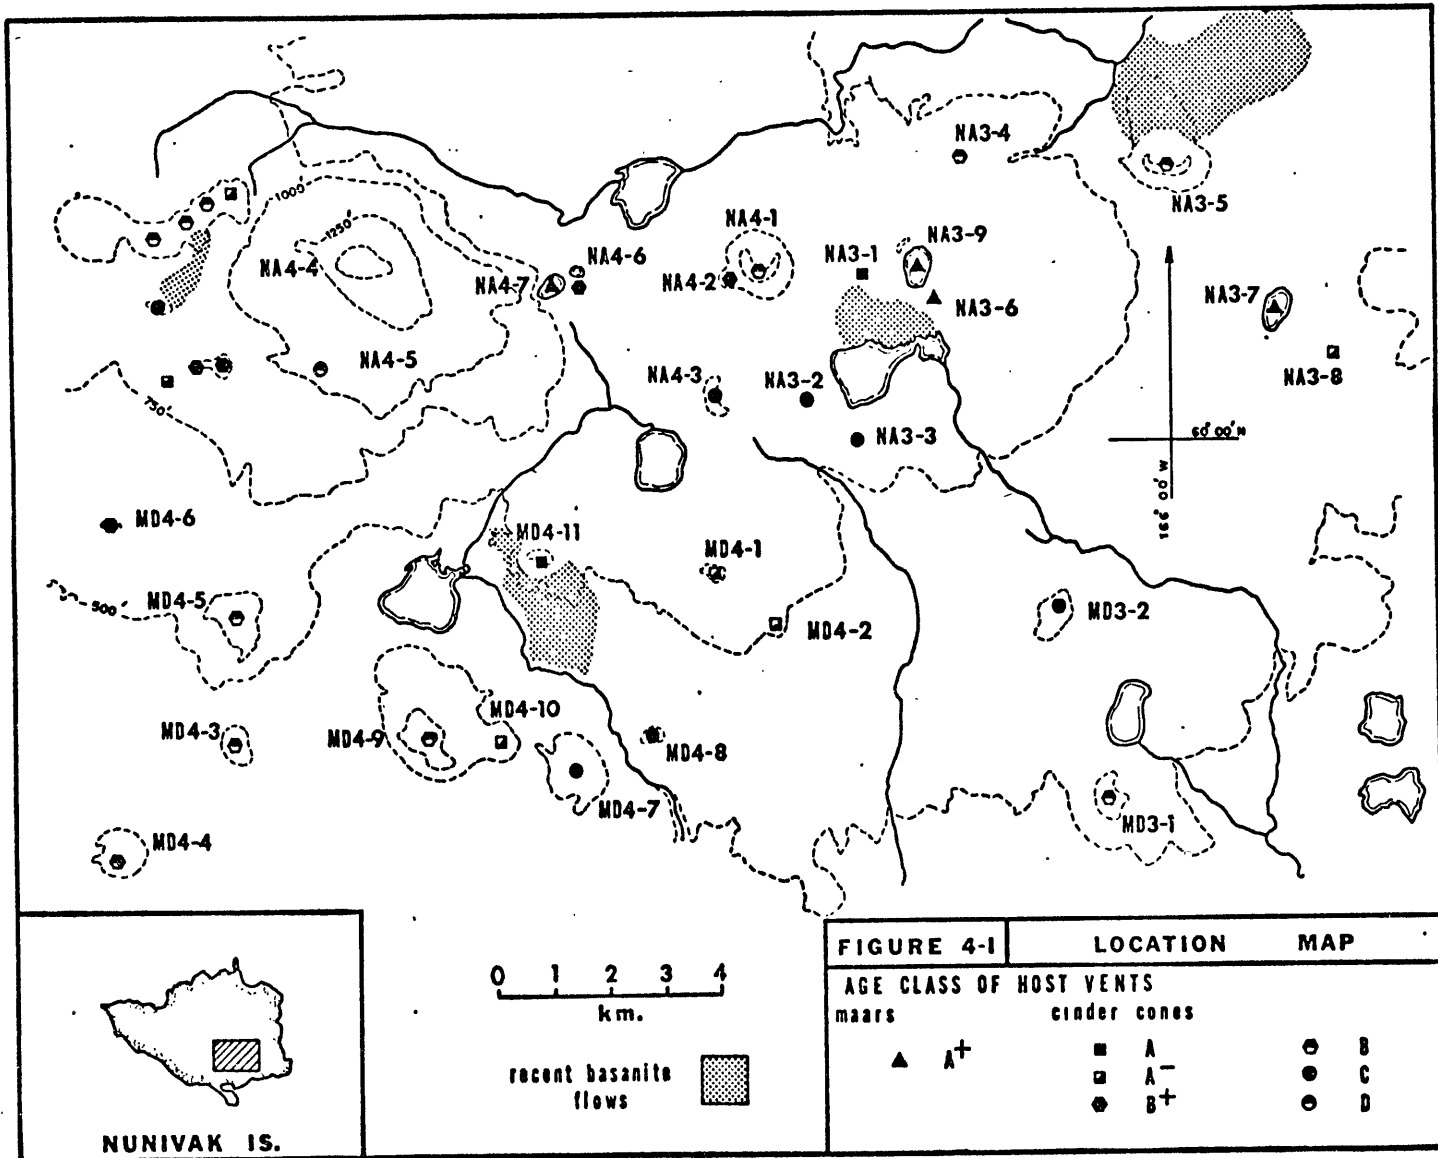 NA3-4
1000'
NA3-5
NA4-1
1250'
NA3-9
NA4-6
NA3-1
NA4-4
NA4-7
NA4-2
NA3-7
NA3-6
NA4-5
NA4-3
NA3-2
NA3-8
750'
NA3-3
60° 00' N
166° 00' W
MD4-6
MD4-11
MD4-1
MD4-5
500'
MD3-2
MD4-2
MD4-10
MD4-3
MD4-9
MD4-8
MD4-7
MD3-1
MD4-4
0 1 2 3 4
km.
recent basanite
flows
NUNIVAK IS.
FIGURE 4-1 LOCATION MAP
AGE CLASS OF HOST VENTS
maars cinder cones
A+ A B
A− C
B+ D